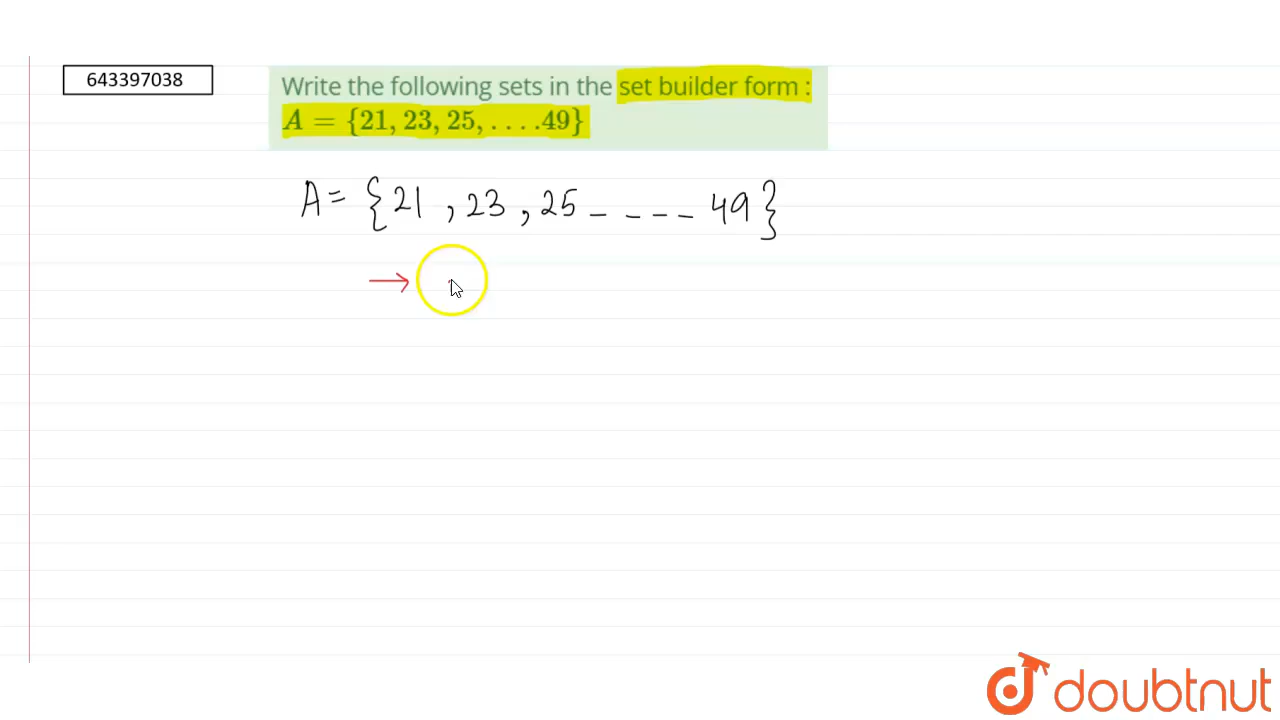 643397038
Write the following sets in the set builder form :
A = {21, 23, 25, . . . .49}
A = {21 , 23 , 25 _ _ _ _ 49}
→
doubtnut